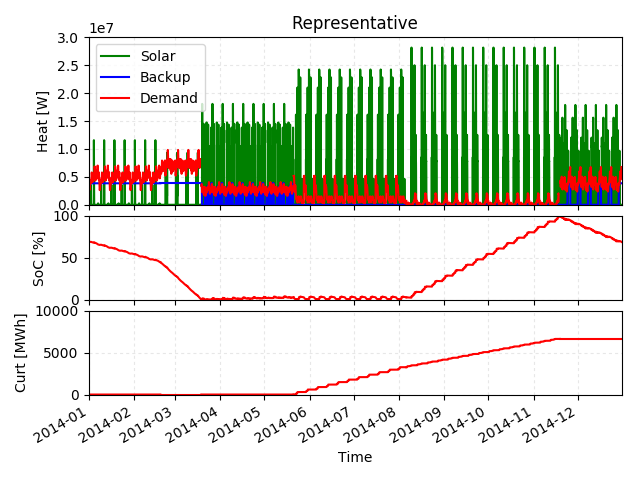 Representative
1e7
3.0
2.5
2.0
1.5
1.0
0.5
0.0
Heat [W]
Solar
Backup
Demand
100
50
0
SoC [%]
10000
5000
0
Curt [MWh]
2014-01
2014-02
2014-03
2014-04
2014-05
2014-06
2014-07
2014-08
2014-09
2014-10
2014-11
2014-12
Time